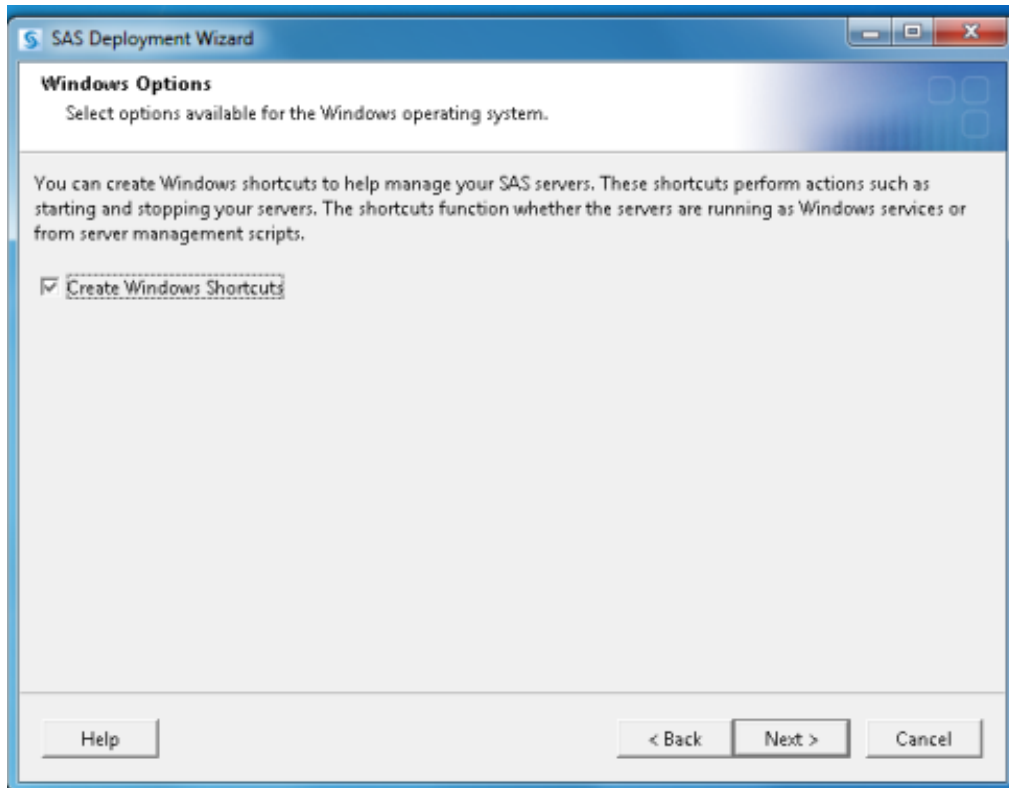 SAS Deployment Wizard
Windows Options
Select options available for the Windows operating system.
You can create Windows shortcuts to help manage your SAS servers. These shortcuts perform actions such as
starting and stopping your servers. The shortcuts function whether the servers are running as Windows services or
from server management scripts.
Create Windows Shortcuts
Help
< Back
Next >
Cancel